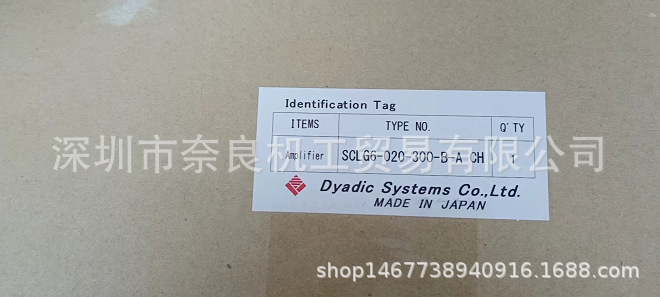 Identification Tag
ITEMS TYPE NO. Q'TY
Amplifier SCLG6-020-300-B-A CH 1
深圳市奈良机工贸易有限公司
Dyadic Systems Co.,Ltd.
MADE IN JAPAN
shop1467738940916.1688.com